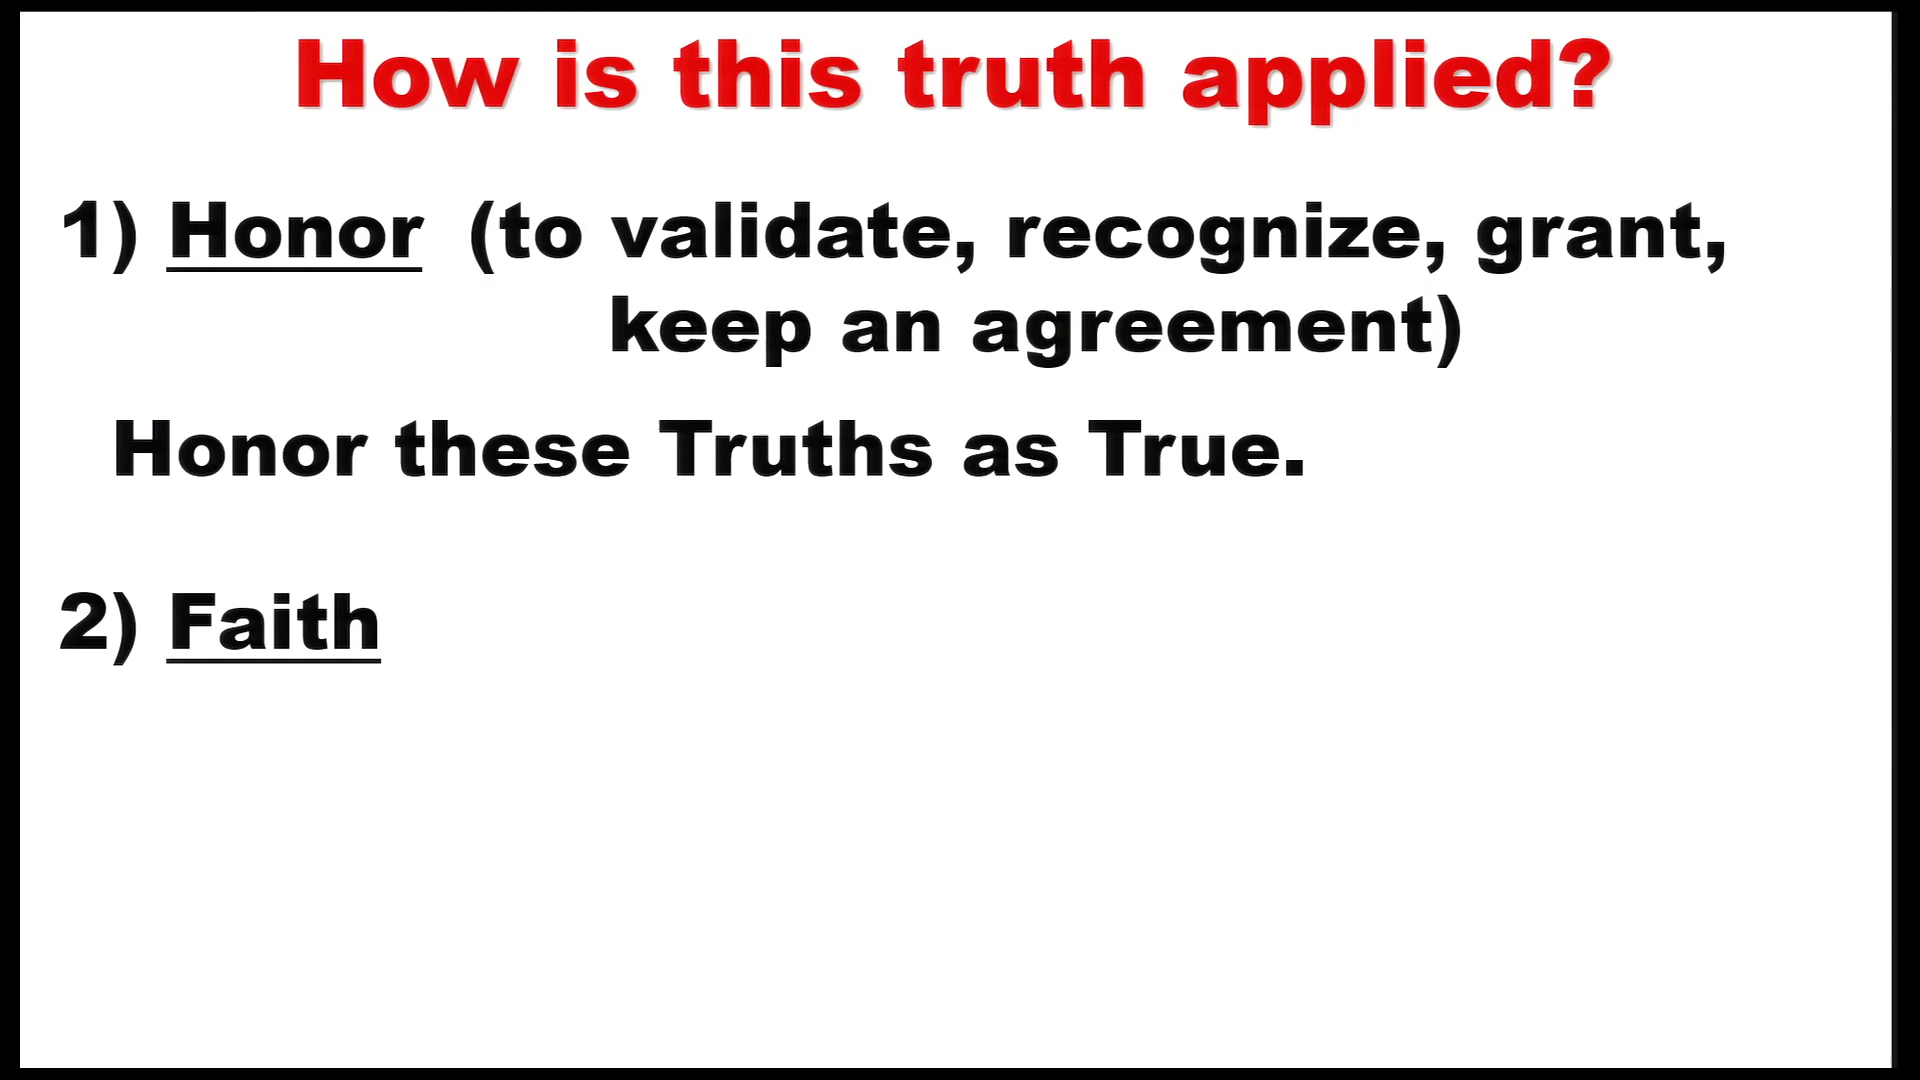 How is this truth applied?
1) Honor (to validate, recognize, grant,
keep an agreement)
Honor these Truths as True.
2) Faith